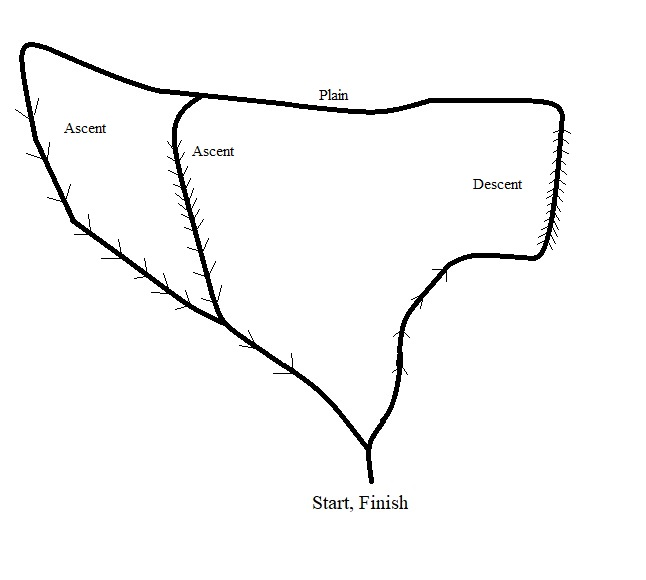 Plain
Ascent
Ascent
Descent
Start, Finish